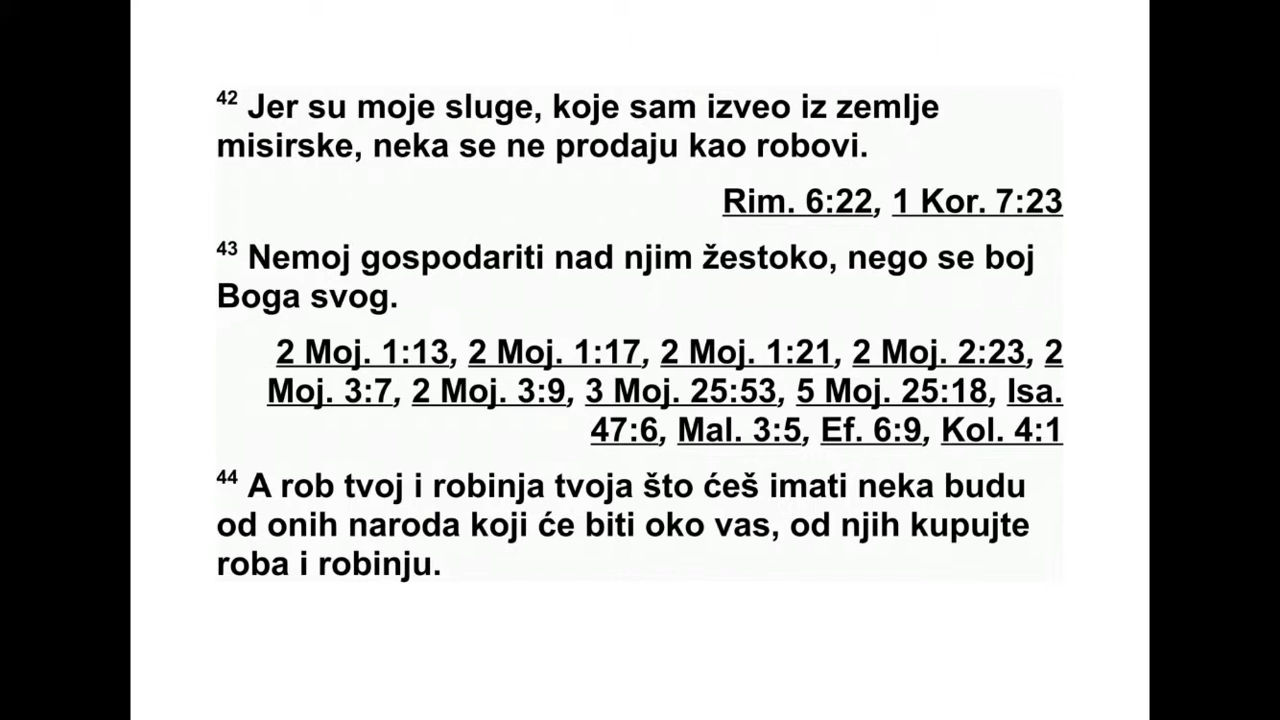 42 Jer su moje sluge, koje sam izveo iz zemlje
misirske, neka se ne prodaju kao robovi.
Rim. 6:22, 1 Kor. 7:23
43 Nemoj gospodariti nad njim žestoko, nego se boj
Boga svog.
2 Moj. 1:13, 2 Moj. 1:17, 2 Moj. 1:21, 2 Moj. 2:23, 2
Moj. 3:7, 2 Moj. 3:9, 3 Moj. 25:53, 5 Moj. 25:18, Isa.
47:6, Mal. 3:5, Ef. 6:9, Kol. 4:1
44 A rob tvoj i robinja tvoja što ćeš imati neka budu
od onih naroda koji će biti oko vas, od njih kupujte
roba i robinju.